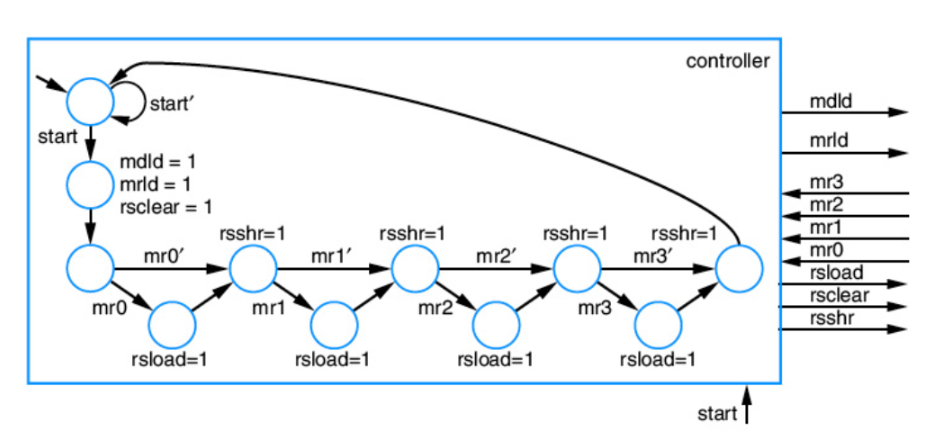 controller
start′
start
mdld = 1
mrld = 1
rsclear = 1
rsshr=1
rsshr=1
rsshr=1
rsshr=1
mr0′
mr1′
mr2′
mr3′
mr0
mr1
mr2
mr3
rsload=1
rsload=1
rsload=1
rsload=1
mdld
mrld
mr3
mr2
mr1
mr0
rsload
rsclear
rsshr
start